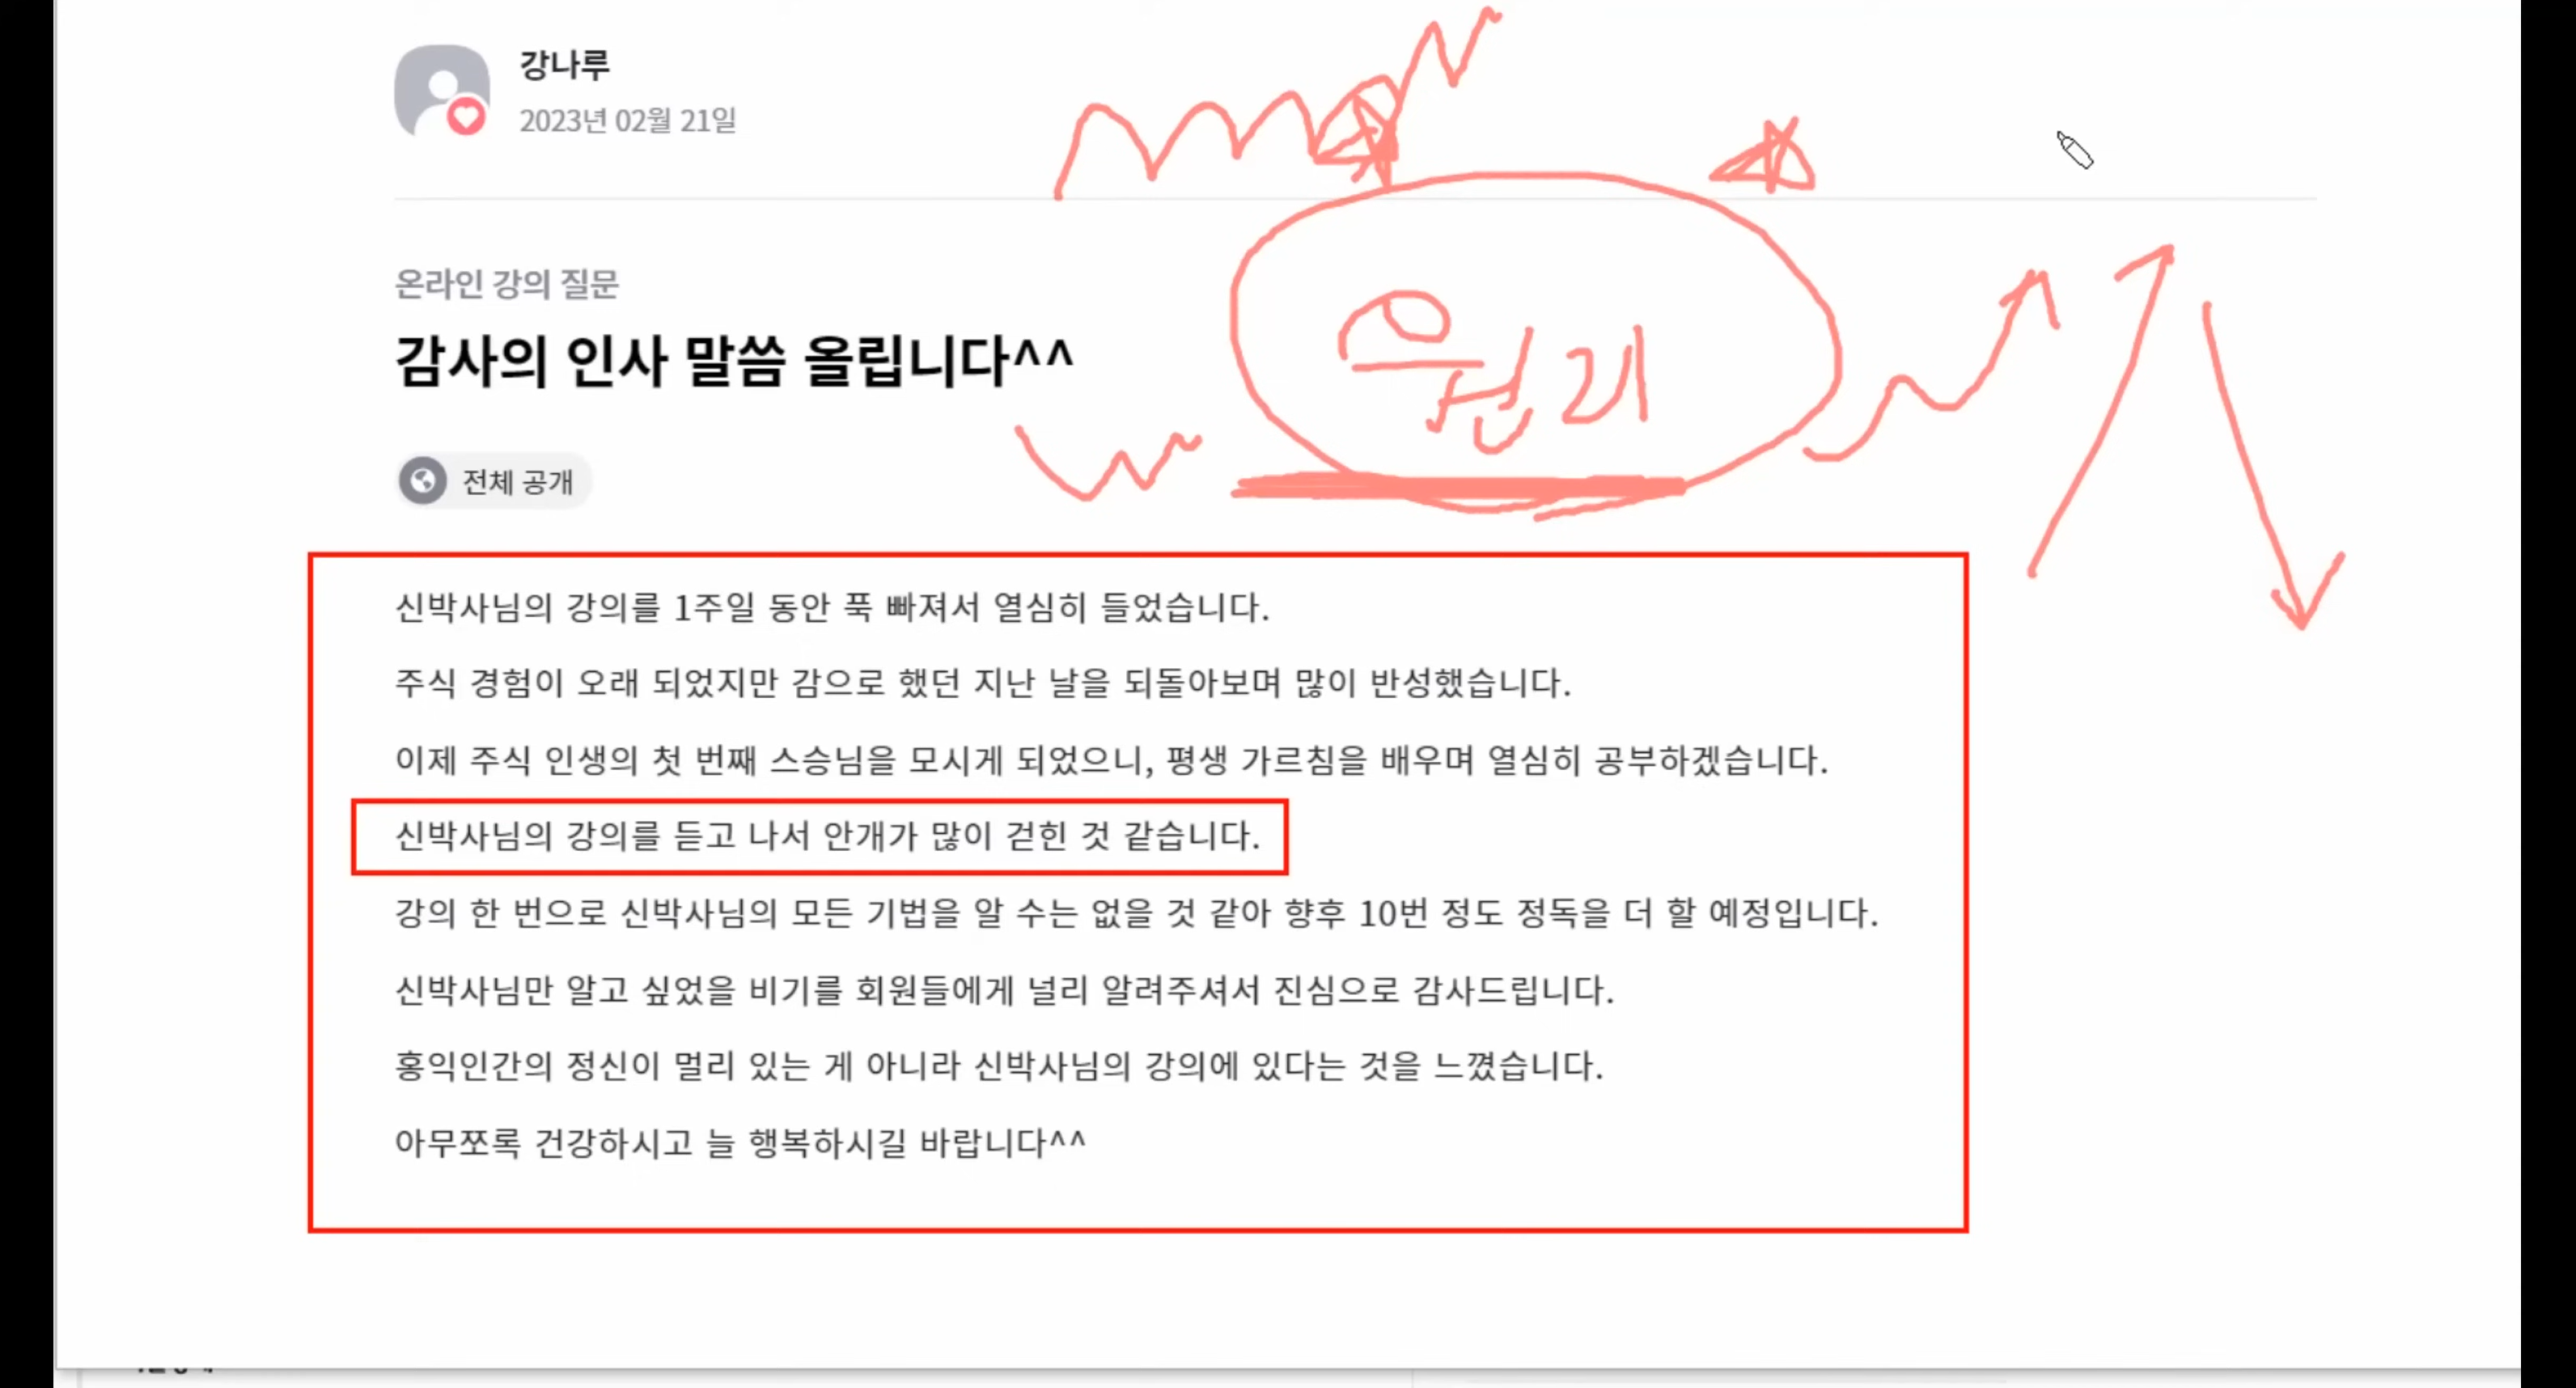 강나루
2023년 02월 21일
온라인 강의 질문
감사의 인사 말씀 올립니다^^
원리
전체 공개
신박사님의 강의를 1주일 동안 푹 빠져서 열심히 들었습니다.
주식 경험이 오래 되었지만 감으로 했던 지난 날을 되돌아보며 많이 반성했습니다.
이제 주식 인생의 첫 번째 스승님을 모시게 되었으니, 평생 가르침을 배우며 열심히 공부하겠습니다.
신박사님의 강의를 듣고 나서 안개가 많이 걷힌 것 같습니다.
강의 한 번으로 신박사님의 모든 기법을 알 수는 없을 것 같아 향후 10번 정도 정독을 더 할 예정입니다.
신박사님만 알고 싶었을 비기를 회원들에게 널리 알려주셔서 진심으로 감사드립니다.
홍익인간의 정신이 멀리 있는 게 아니라 신박사님의 강의에 있다는 것을 느꼈습니다.
아무쪼록 건강하시고 늘 행복하시길 바랍니다^^